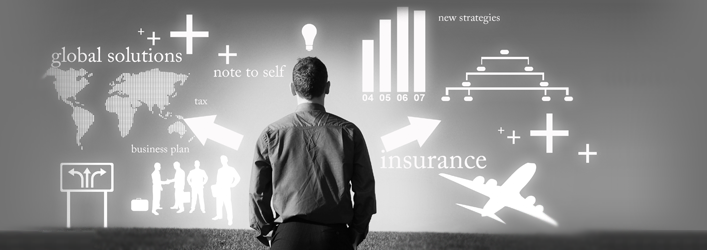 global solutions
note to self
new strategies
tax
04 05 06 07
business plan
insurance